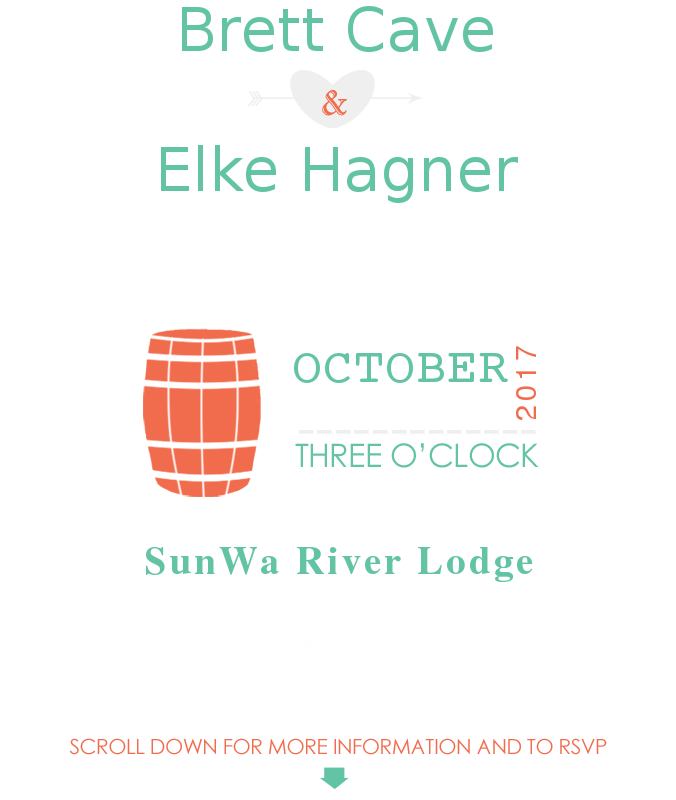 Brett Cave
&
Elke Hagner
OCTOBER
2017
THREE O'CLOCK
SunWa River Lodge
SCROLL DOWN FOR MORE INFORMATION AND TO RSVP